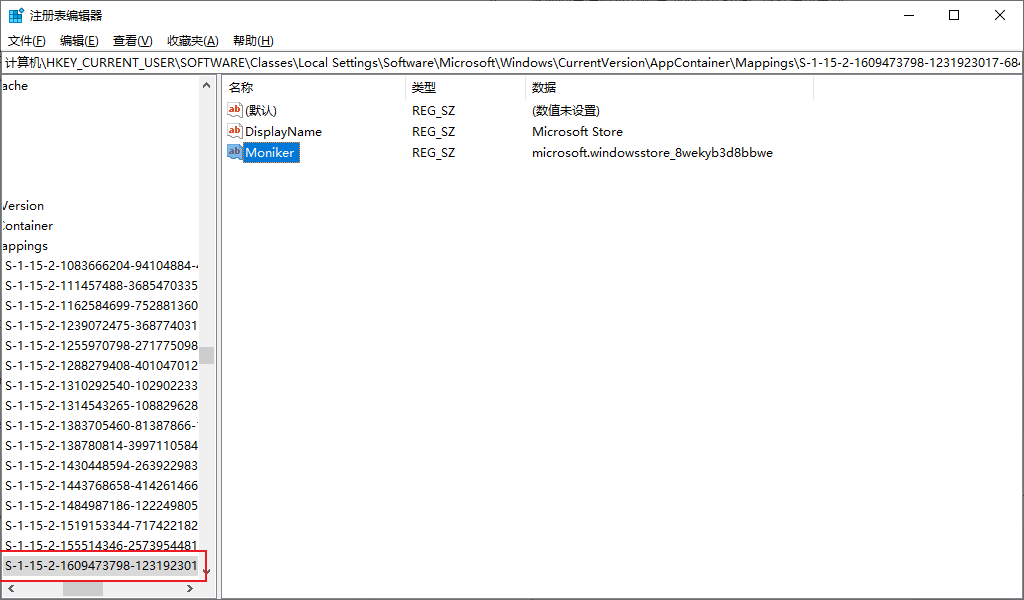 注册表编辑器
文件(F) 编辑(E) 查看(V) 收藏夹(A) 帮助(H)
计算机\HKEY_CURRENT_USER\SOFTWARE\Classes\Local Settings\Software\Microsoft\Windows\CurrentVersion\AppContainer\Mappings\S-1-15-2-1609473798-1231923017-684
ache
Version
Container
appings
S-1-15-2-1083666204-94104884-4
S-1-15-2-111457488-3685470335
S-1-15-2-1162584699-752881360
S-1-15-2-1239072475-368774031
S-1-15-2-1255970798-271775098
S-1-15-2-1288279408-401047012
S-1-15-2-1310292540-102902233
S-1-15-2-1314543265-108829628
S-1-15-2-1383705460-81387866-
S-1-15-2-138780814-3997110584
S-1-15-2-1430448594-263922983
S-1-15-2-1443768658-414261466
S-1-15-2-1484987186-122249805
S-1-15-2-1519153344-717422182
S-1-15-2-155514346-2573954481
S-1-15-2-1609473798-123192301
名称 类型 数据
ab (默认) REG_SZ (数值未设置)
ab DisplayName REG_SZ Microsoft Store
ab Moniker REG_SZ microsoft.windowsstore_8wekyb3d8bbwe